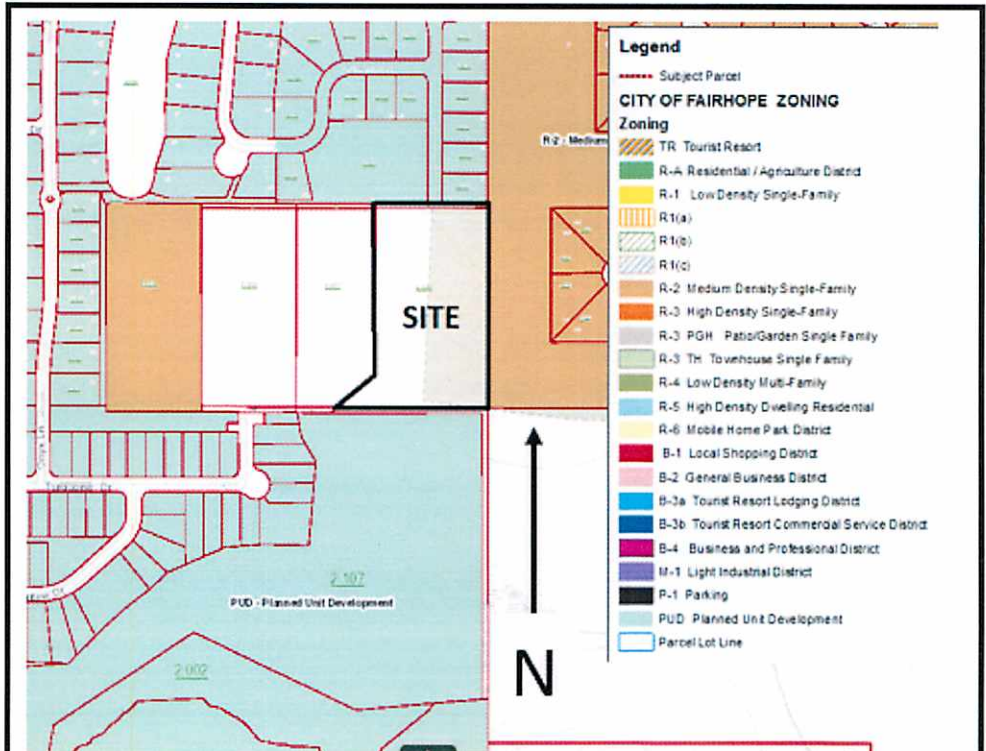 Legend
Subject Parcel
CITY OF FAIRHOPE ZONING
Zoning
TR Tourist Resort
R-A Residential / Agriculture District
R-1 Low Density Single-Family
R1(a)
R1(b)
R1(c)
R-2 Medium Density Single-Family
R-3 High Density Single-Family
R-3 PGH Patio/Garden Single Family
R-3 TH Townhouse Single Family
R-4 Low Density Multi-Family
R-5 High Density Dwelling Residential
R-6 Mobile Home Park District
B-1 Local Shopping District
B-2 General Business District
B-3a Tourist Resort Lodging District
B-3b Tourist Resort Commercial Service District
B-4 Business and Professional District
M-1 Light Industrial District
P-1 Parking
PUD Planned Unit Development
Parcel Lot Line
R-2 - Medium
SITE
2.107
PUD - Planned Unit Development
2.002
N